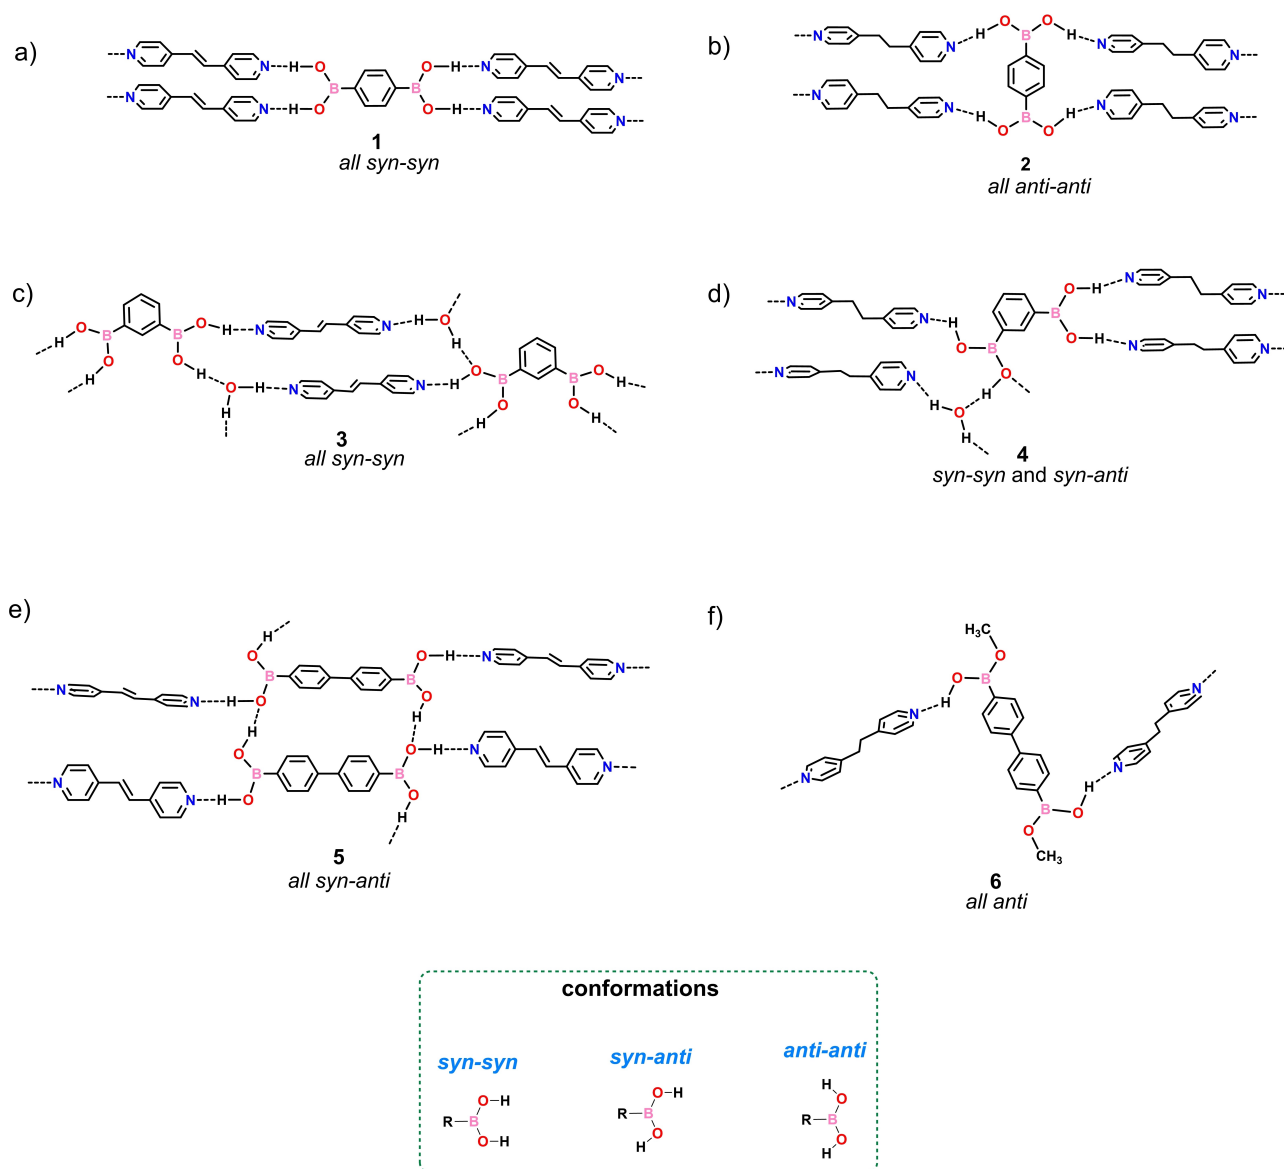 a)
b)
N H O O H N
B B
N H O O H N
1
all syn-syn
N N H O O H N N
B
B
N N H O O H N N
2
all anti-anti
c)
d)
H O B O H N N H O H
B O H O H H O B B O H
O H H N N O H O H
3
all syn-syn
N N H O B O H N N
B O H N N
N N H O H O
H
4
syn-syn and syn-anti
e)
f)
H
O B B O H N N
N N H O O
H H
O B B O H N N
N N H O O
H
5
all syn-anti
H₃C
O
O B N
H
N
N
H N
B O
O
CH₃
6
all anti
conformations
syn-syn
syn-anti
anti-anti
R B O H O H
R B O H O H
R B O H O H